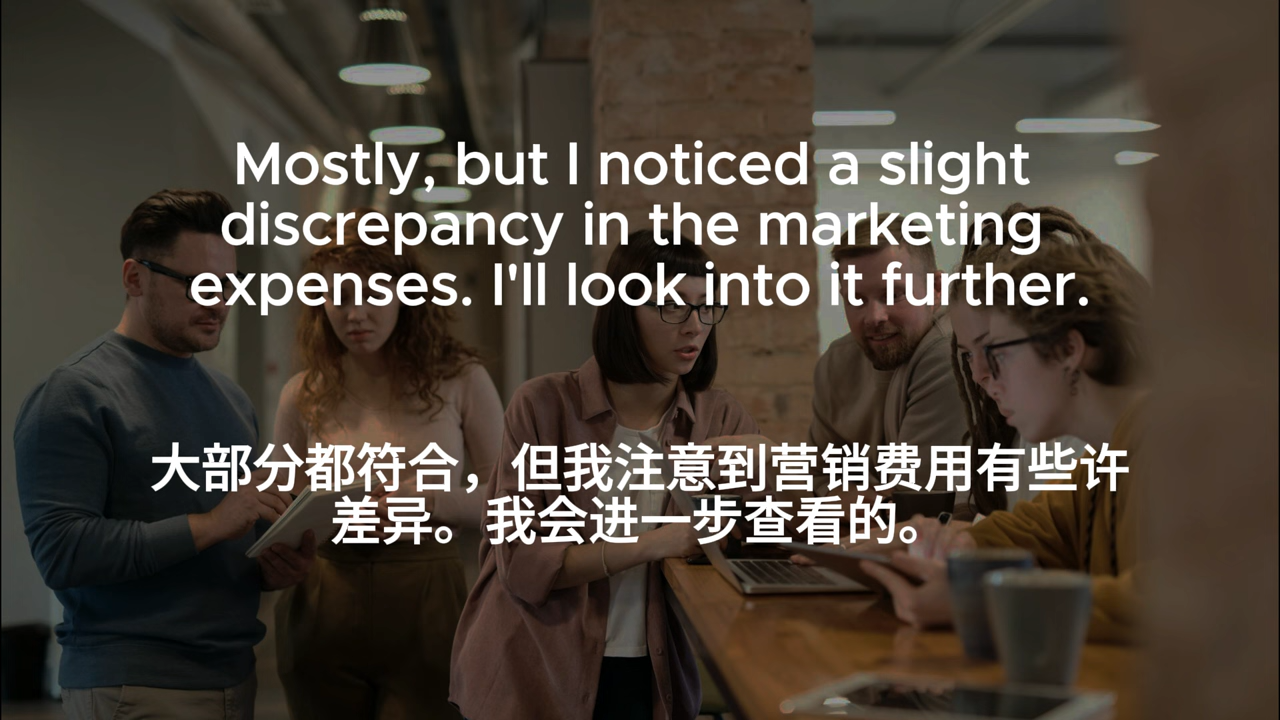 Mostly, but I noticed a slight
discrepancy in the marketing
expenses. I'll look into it further.
大部分都符合，但我注意到营销费用有些许
差异。我会进一步查看的。